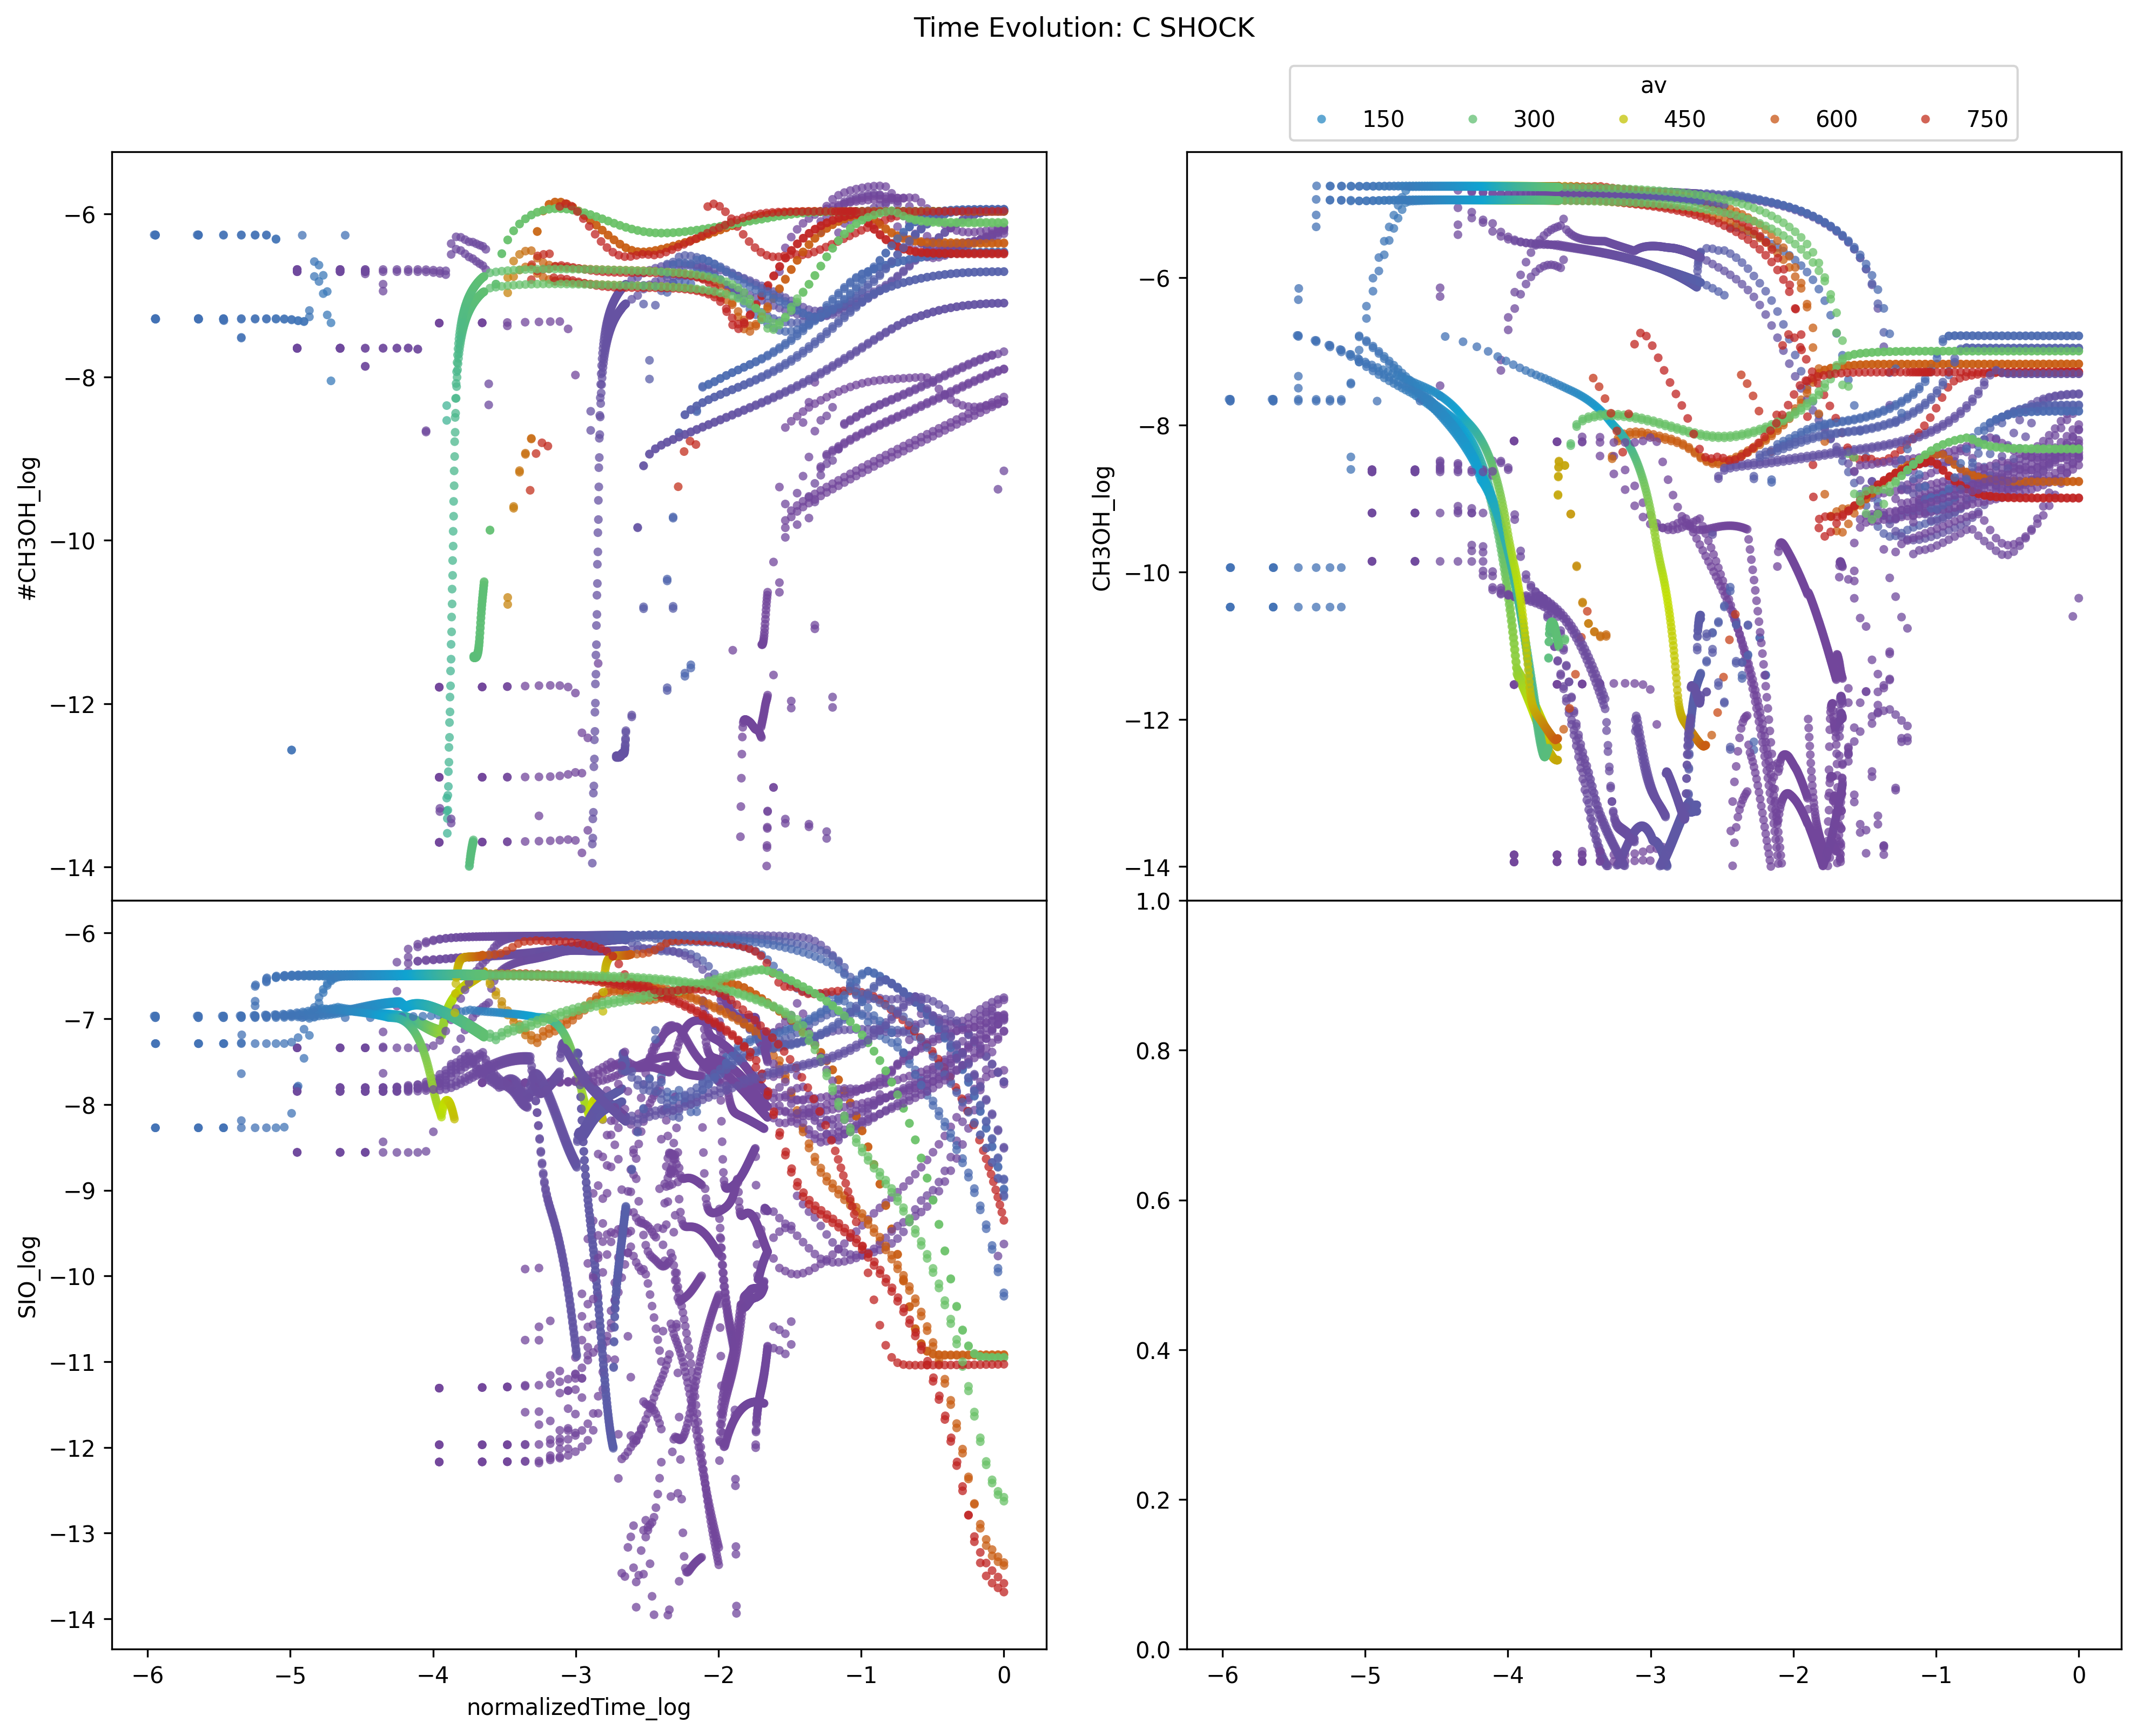 Time Evolution: C SHOCK
av
150 300 450 600 750
#CH3OH_log
−6
−8
−10
−12
−14
CH3OH_log
−6
−8
−10
−12
−14
SIO_log
−6
−7
−8
−9
−10
−11
−12
−13
−14
1.0
0.8
0.6
0.4
0.2
0.0
−6 −5 −4 −3 −2 −1 0
normalizedTime_log
−6 −5 −4 −3 −2 −1 0